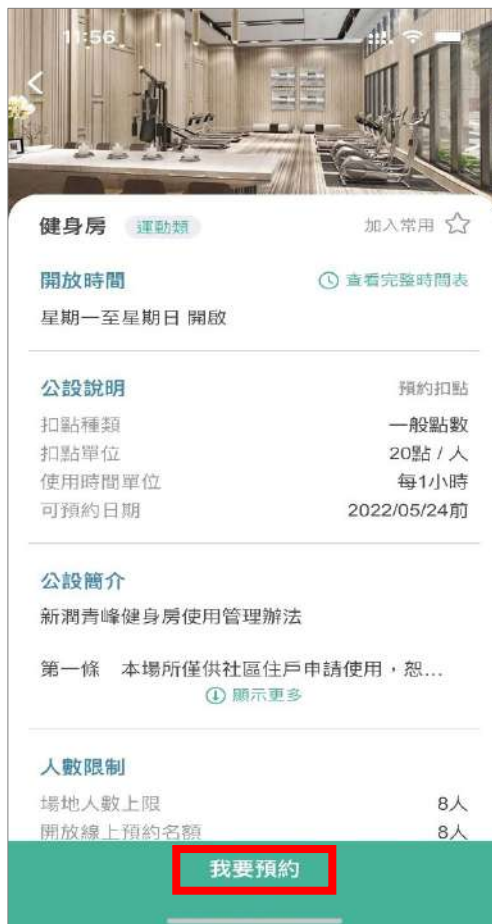 11:56
健身房 運動類 加入常用
開放時間 查看完整時間表
星期一至星期日 開啟
公設說明 預約扣點
扣點種類 一般點數
扣點單位 20點 / 人
使用時間單位 每1小時
可預約日期 2022/05/24前
公設簡介
新潤青峰健身房使用管理辦法
第一條 本場所僅供社區住戶申請使用，恕...
顯示更多
人數限制
場地人數上限 8人
開放線上預約名額 8人
我要預約